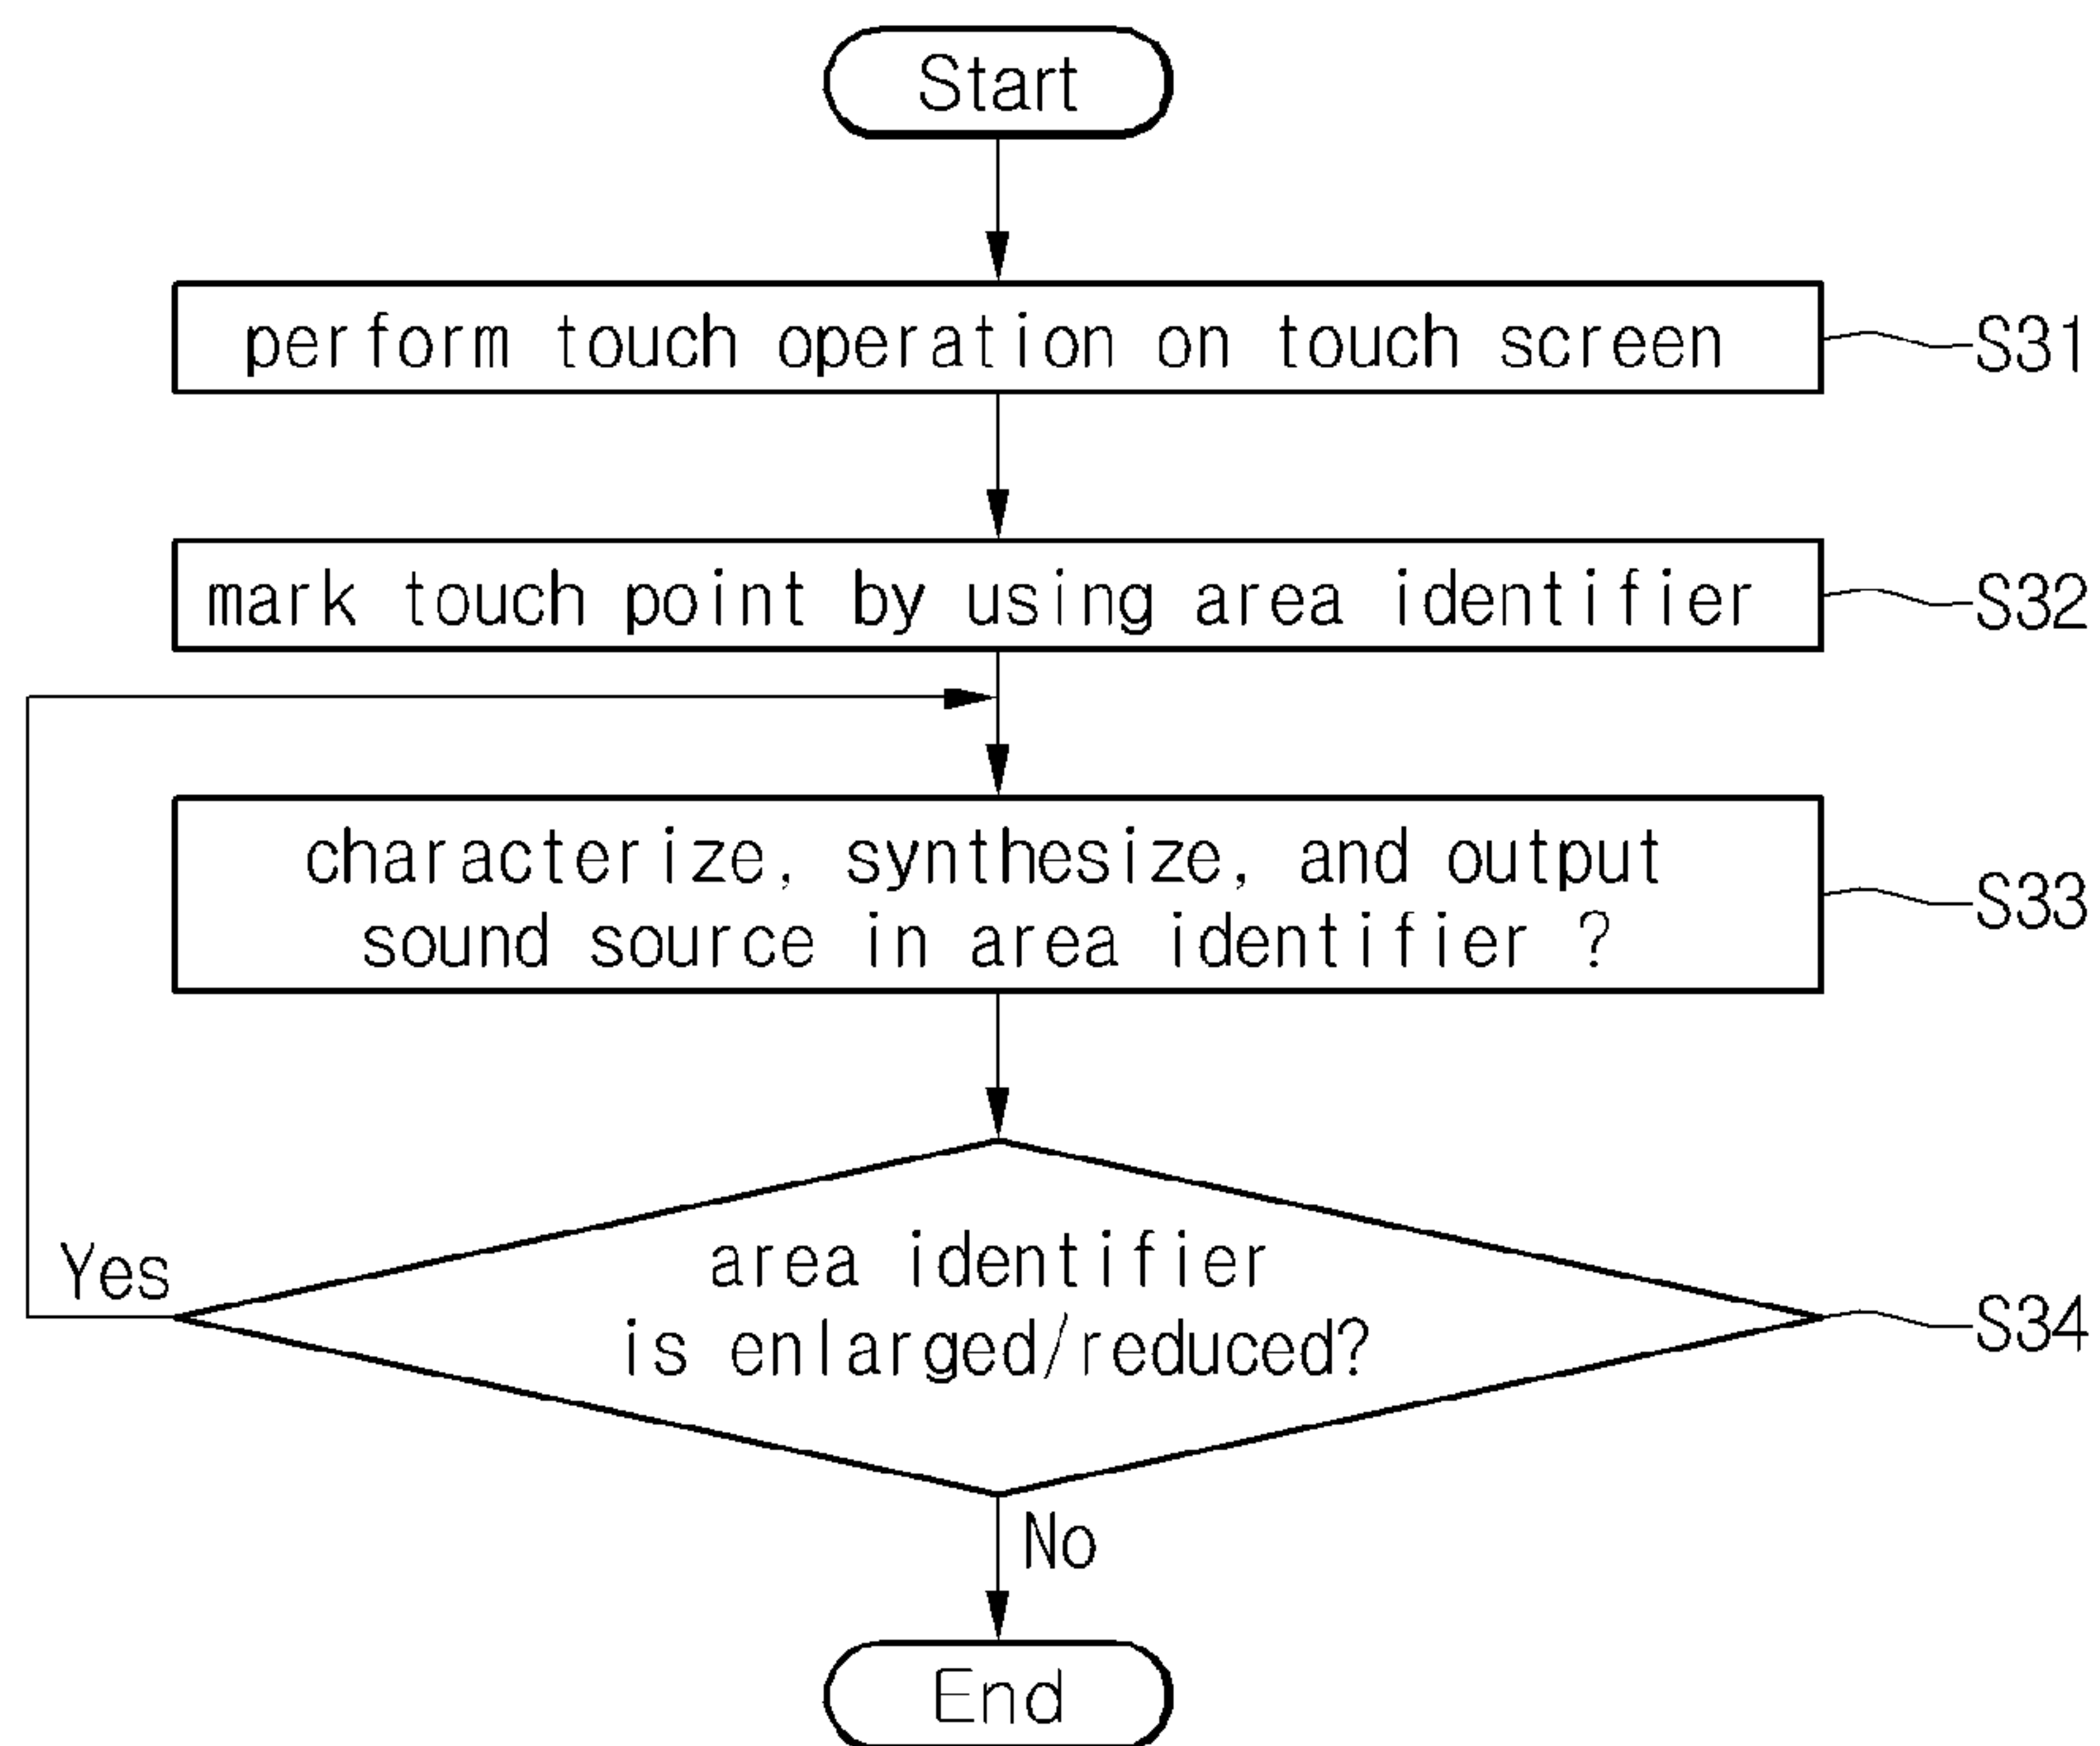 Start
perform touch operation on touch screen
S31
mark touch point by using area identifier
S32
characterize, synthesize, and output
sound source in area identifier ?
S33
area identifier
is enlarged/reduced?
Yes
S34
No
End